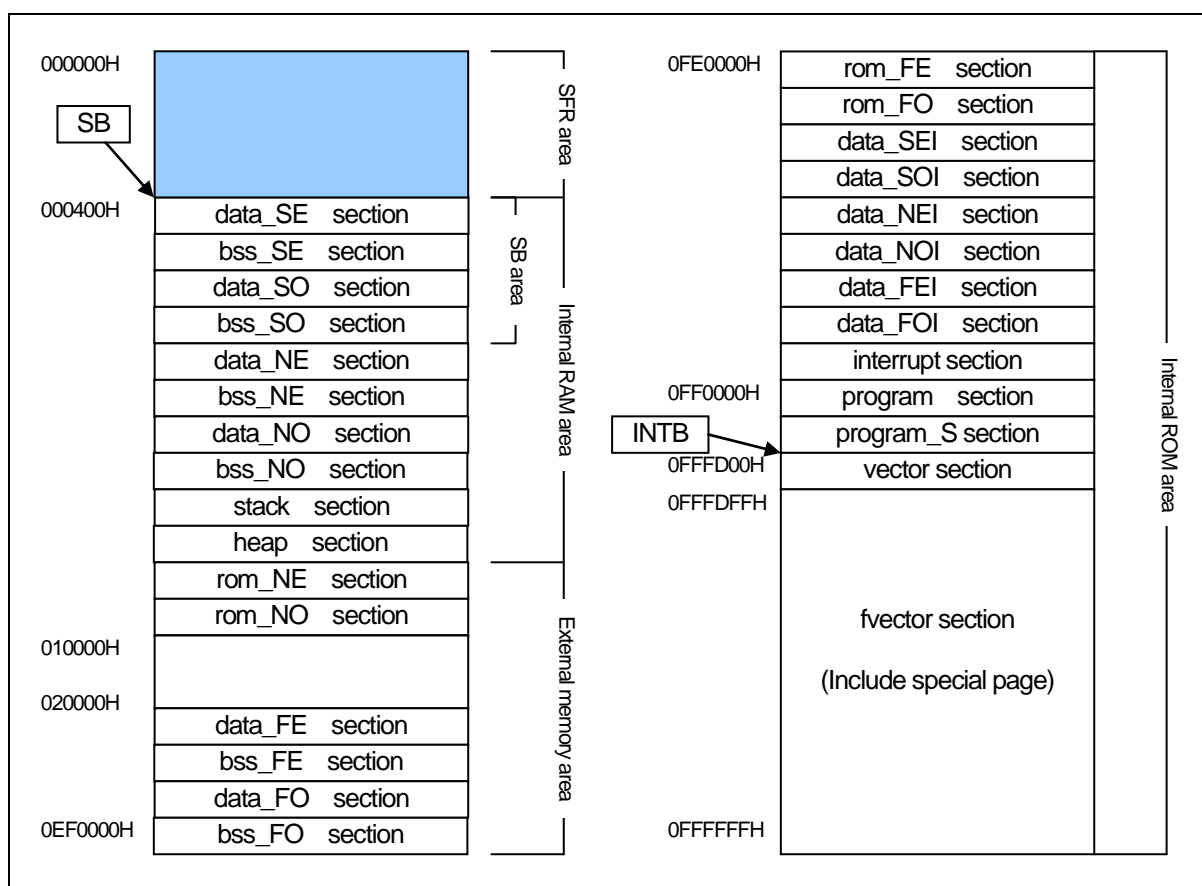 000000H
SFR area
SB
000400H
data_SE section
bss_SE section
data_SO section
bss_SO section
SB area
data_NE section
bss_NE section
data_NO section
bss_NO section
stack section
heap section
Internal RAM area
rom_NE section
rom_NO section
010000H
020000H
data_FE section
bss_FE section
data_FO section
0EF0000H
bss_FO section
External memory area
0FE0000H
rom_FE section
rom_FO section
data_SEI section
data_SOI section
data_NEI section
data_NOI section
data_FEI section
data_FOI section
interrupt section
0FF0000H
program section
INTB
program_S section
0FFFD00H
vector section
0FFFDFFH
fvector section
(Include special page)
0FFFFFFH
Internal ROM area